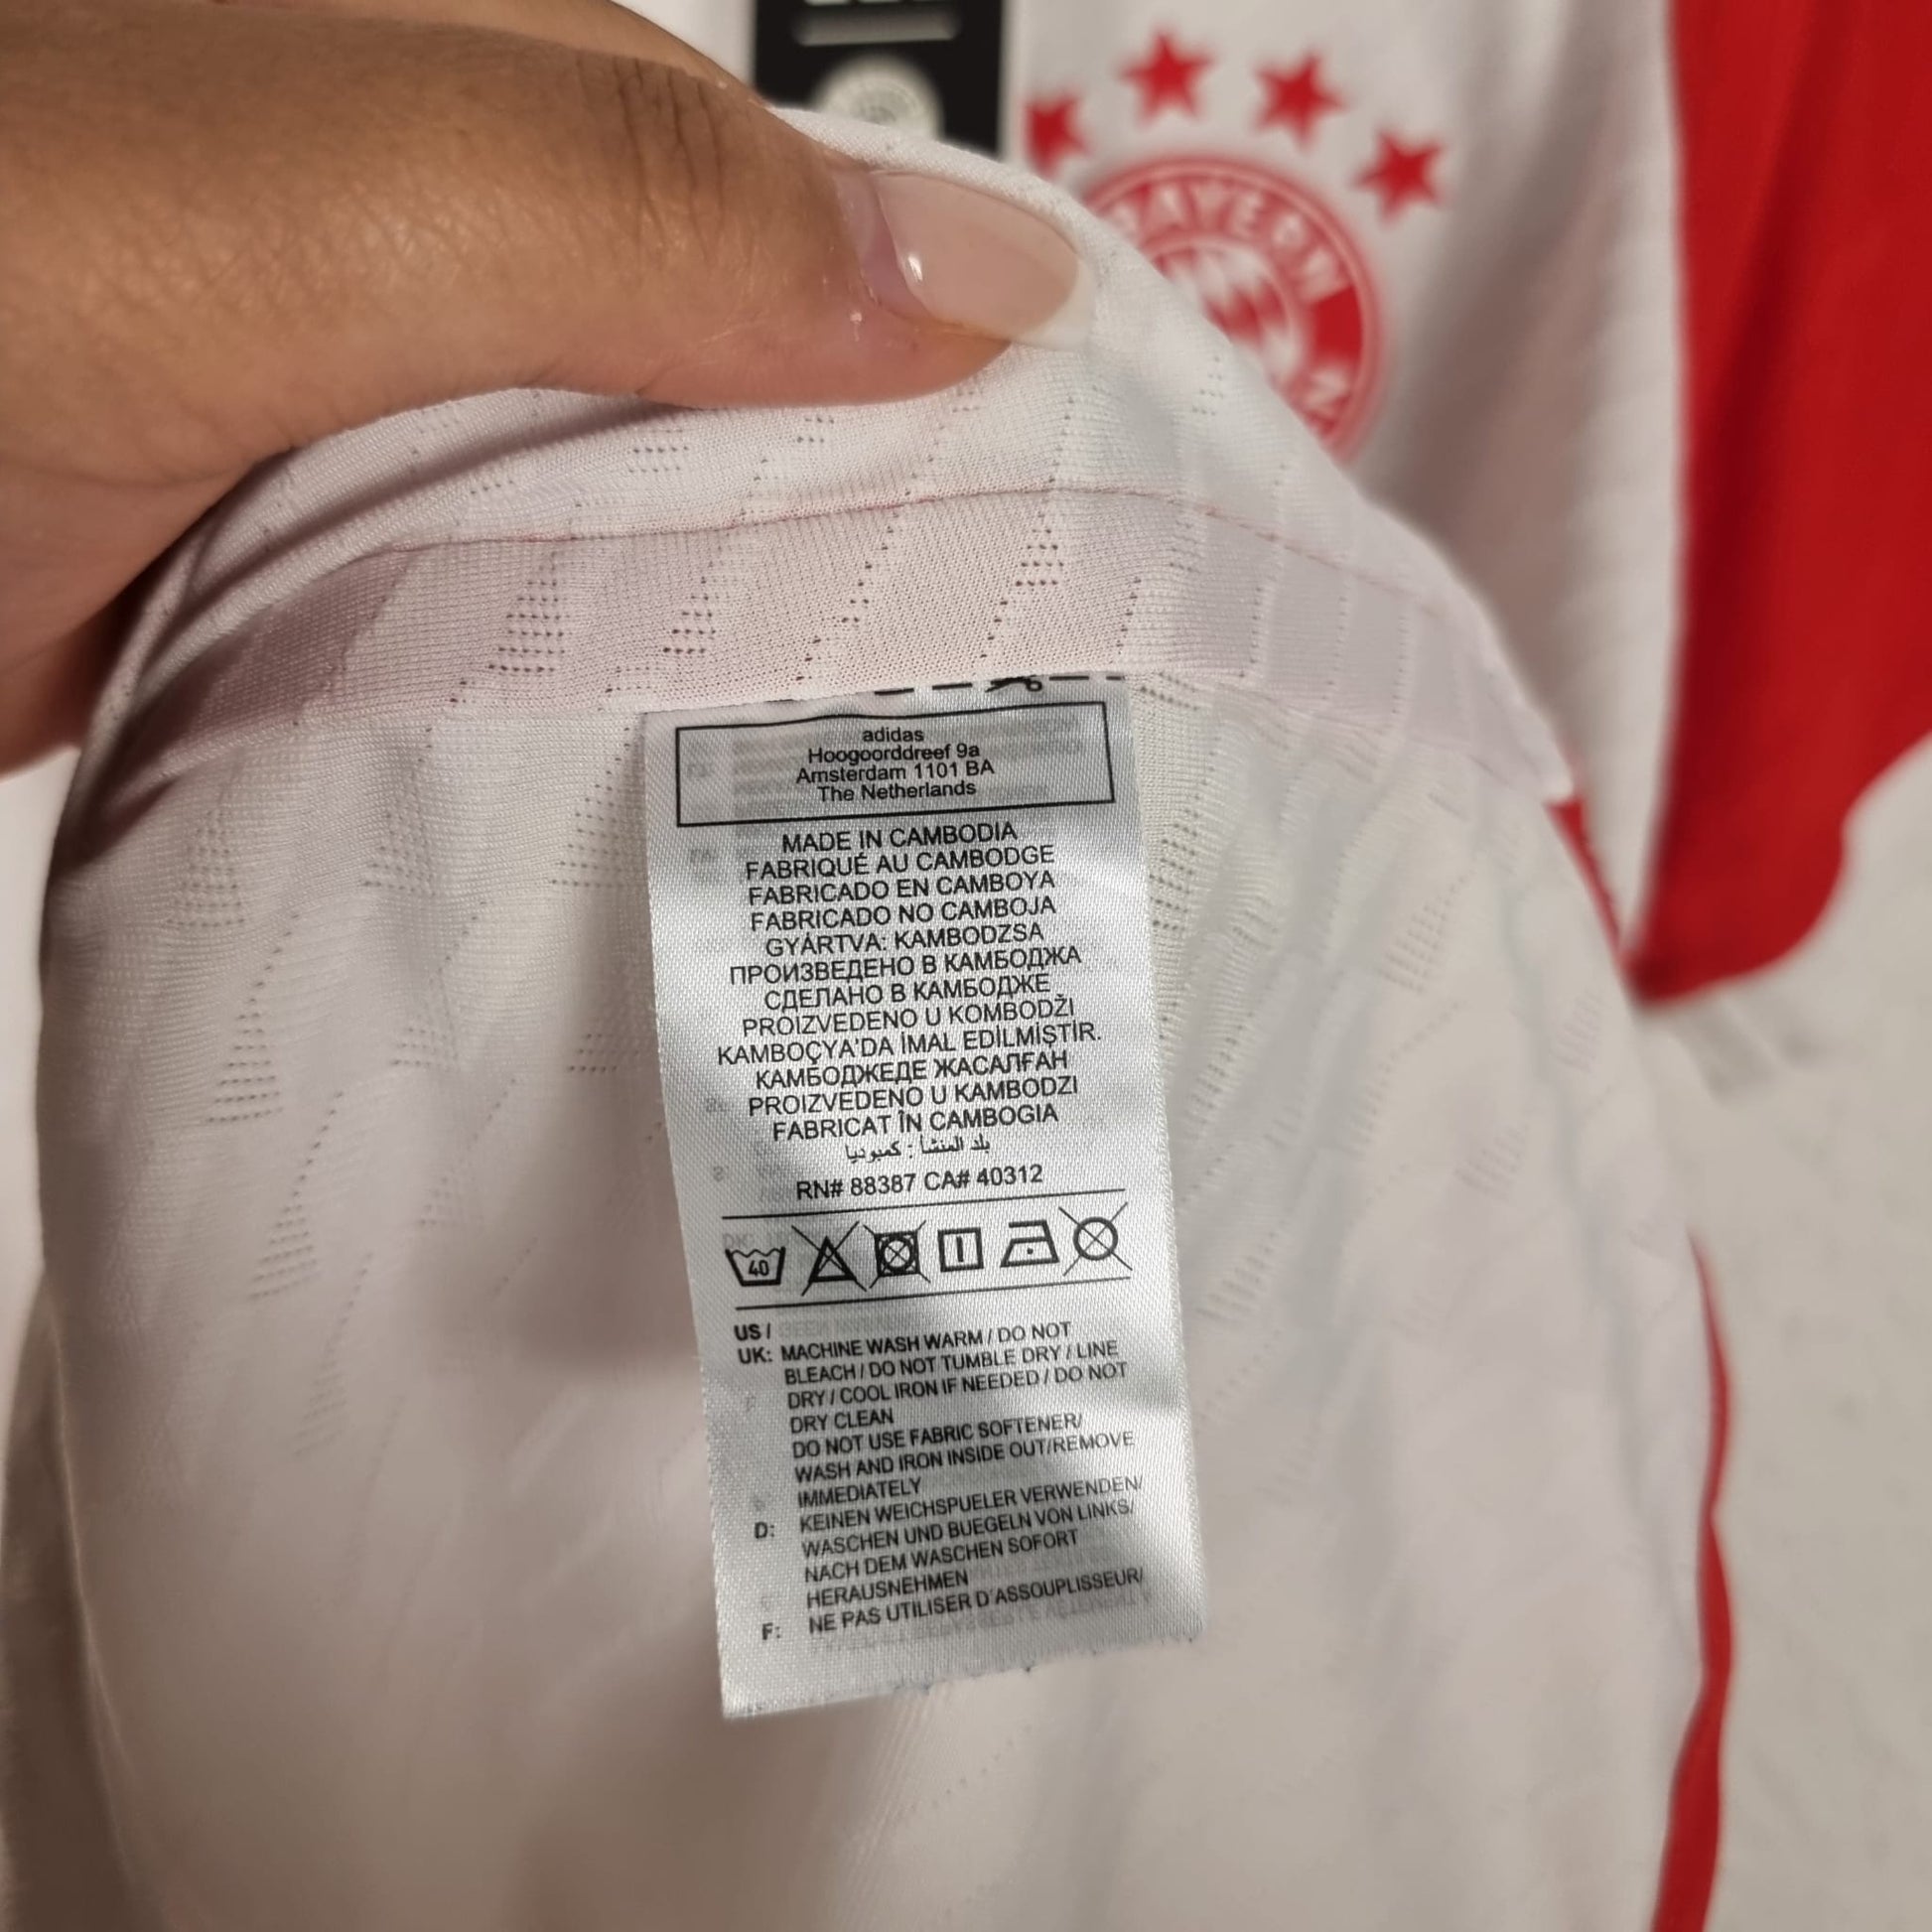 BAYERN
adidas
Hoogoorddreef 9a
Amsterdam 1101 BA
The Netherlands
MADE IN CAMBODIA
FABRIQUÉ AU CAMBODGE
FABRICADO EN CAMBOYA
FABRICADO NO CAMBOJA
GYÁRTVA: KAMBODZSA
ПРОИЗВЕДЕНО В КАМБОДЖА
СДЕЛАНО В КАМБОДЖЕ
PROIZVEDENO U KOMBODŽI
KAMBOÇYA'DA İMAL EDİLMİŞTİR.
КАМБОДЖЕДЕ ЖАСАЛҒАН
PROIZVEDENO U KAMBODZI
FABRICAT ÎN CAMBOGIA
بلد المنشأ : كمبوديا
RN# 88387 CA# 40312
40
US /
UK: MACHINE WASH WARM / DO NOT
BLEACH / DO NOT TUMBLE DRY / LINE
DRY / COOL IRON IF NEEDED / DO NOT
DRY CLEAN
DO NOT USE FABRIC SOFTENER/
WASH AND IRON INSIDE OUT/REMOVE
IMMEDIATELY
D: KEINEN WEICHSPUELER VERWENDEN/
WASCHEN UND BUEGELN VON LINKS/
NACH DEM WASCHEN SOFORT
HERAUSNEHMEN
F: NE PAS UTILISER D'ASSOUPLISSEUR/